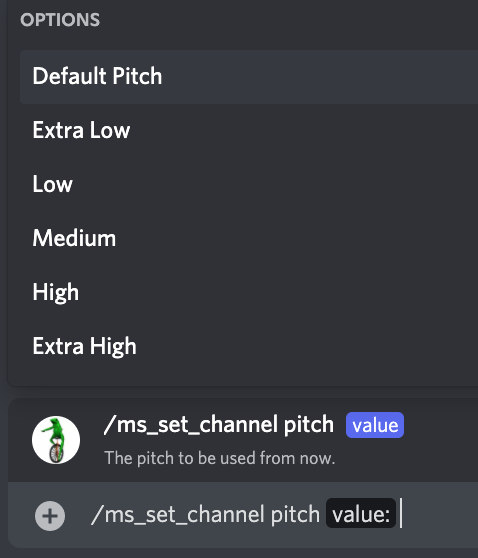 OPTIONS
Default Pitch
Extra Low
Low
Medium
High
Extra High
/ms_set_channel pitch value
The pitch to be used from now.
/ms_set_channel pitch value: